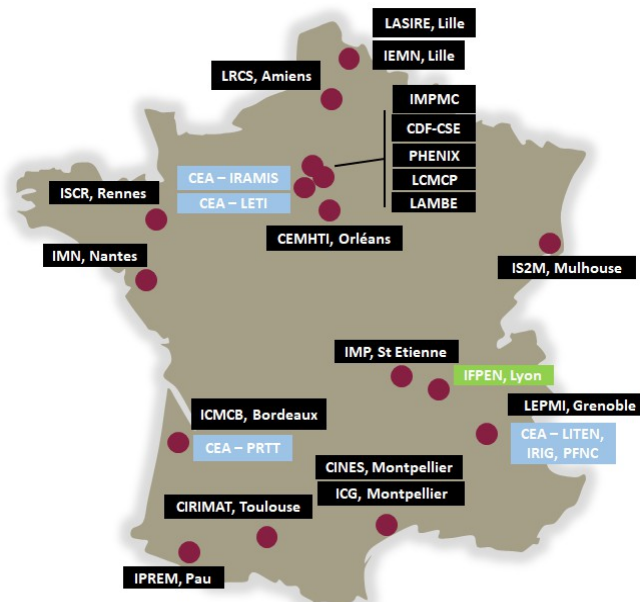 LASIRE, Lille
IEMN, Lille
LRCS, Amiens
IMPMC
CDF-CSE
PHENIX
LCMCP
LAMBE
CEA – IRAMIS
CEA – LETI
ISCR, Rennes
CEMHTI, Orléans
IMN, Nantes
IS2M, Mulhouse
IMP, St Etienne
IFPEN, Lyon
LEPMI, Grenoble
CEA – LITEN,
IRIG, PFNC
ICMCB, Bordeaux
CEA – PRTT
CINES, Montpellier
ICG, Montpellier
CIRIMAT, Toulouse
IPREM, Pau